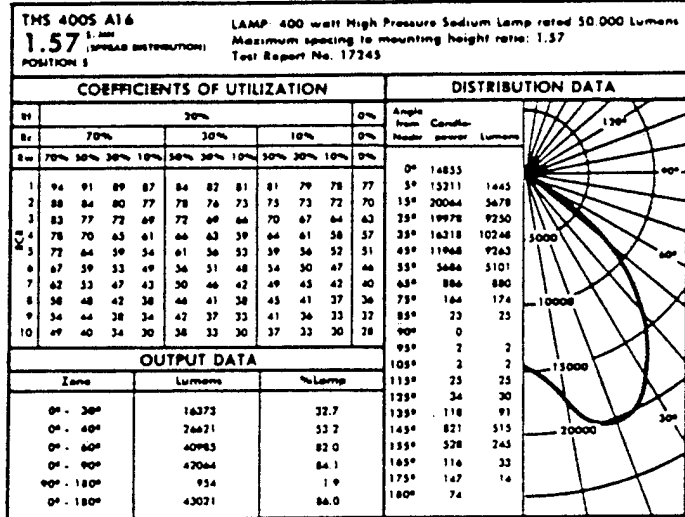 THS 400S A16
1.57 S/MH (SPREAD DISTRIBUTION)
POSITION 5
LAMP: 400 watt High Pressure Sodium Lamp rated 50,000 Lumens
Maximum spacing to mounting height ratio: 1.57
Test Report No. 17245
COEFFICIENTS OF UTILIZATION
Rf 20% 0%
Rc 70% 30% 10% 0%
Rw 70% 50% 30% 10% 50% 30% 10% 50% 30% 10% 0%
RCR
1 94 91 89 87 84 82 81 81 79 78 77
2 88 84 80 77 78 76 73 75 73 72 70
3 83 77 72 69 72 69 66 70 67 64 63
4 78 70 65 61 66 63 59 64 61 58 57
5 72 64 59 54 61 56 53 59 56 52 51
6 67 59 53 49 56 51 48 54 50 47 46
7 62 53 47 43 50 46 42 49 45 42 40
8 58 48 42 38 46 41 38 45 41 37 36
9 54 44 38 34 42 37 33 41 36 33 32
10 49 40 34 30 38 33 30 37 33 30 28
OUTPUT DATA
Zone Lumens %Lamp
0° - 30° 16373 32.7
0° - 40° 26621 53.2
0° - 60° 40985 82.0
0° - 90° 42064 84.1
90° - 180° 954 1.9
0° - 180° 43021 86.0
DISTRIBUTION DATA
Angle from Nader Candle-power Lumens
0° 14855
5° 15211 1445
15° 20064 5678
25° 19978 9250
35° 16318 10248
45° 11968 9263
55° 5686 5101
65° 886 880
75° 164 174
85° 23 25
90° 0
95° 2 2
105° 2 2
115° 25 25
125° 34 30
135° 118 91
145° 821 515
155° 528 245
165° 116 33
175° 147 14
180° 74
120°
90°
60°
30°
5000
10000
15000
20000